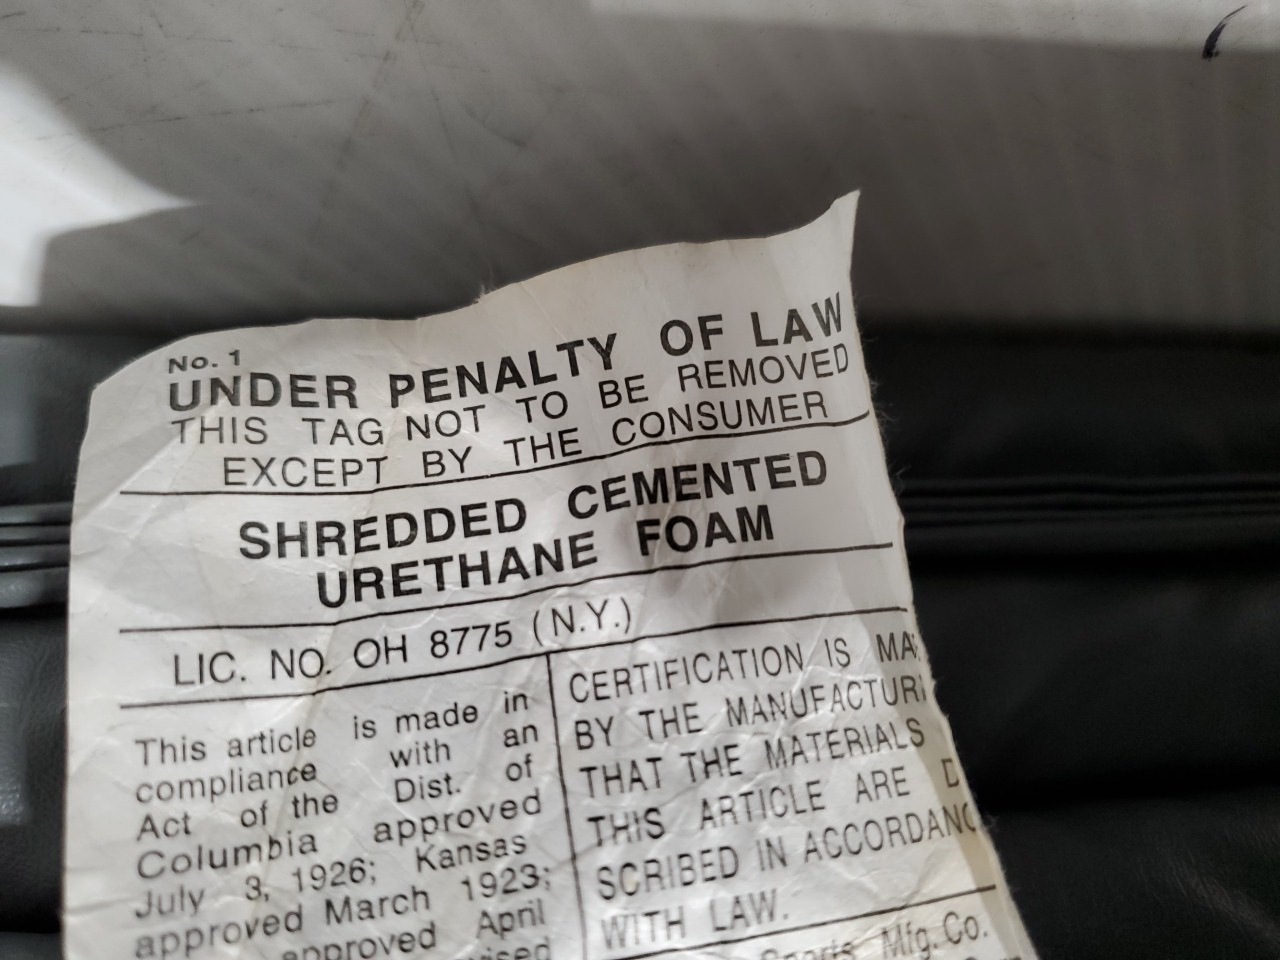 No. 1
UNDER PENALTY OF LAW
THIS TAG NOT TO BE REMOVED
EXCEPT BY THE CONSUMER
SHREDDED CEMENTED
URETHANE FOAM
LIC. NO. OH 8775 (N.Y.)
This article is made in
compliance with an
Act of the Dist. of
Columbia approved
July 3, 1926; Kansas
approved March 1923;
approved April
CERTIFICATION IS
BY THE
THAT THE MATERIALS
THIS ARTICLE ARE
SCRIBED IN
WITH LAW.
Sports Mfg. Co.